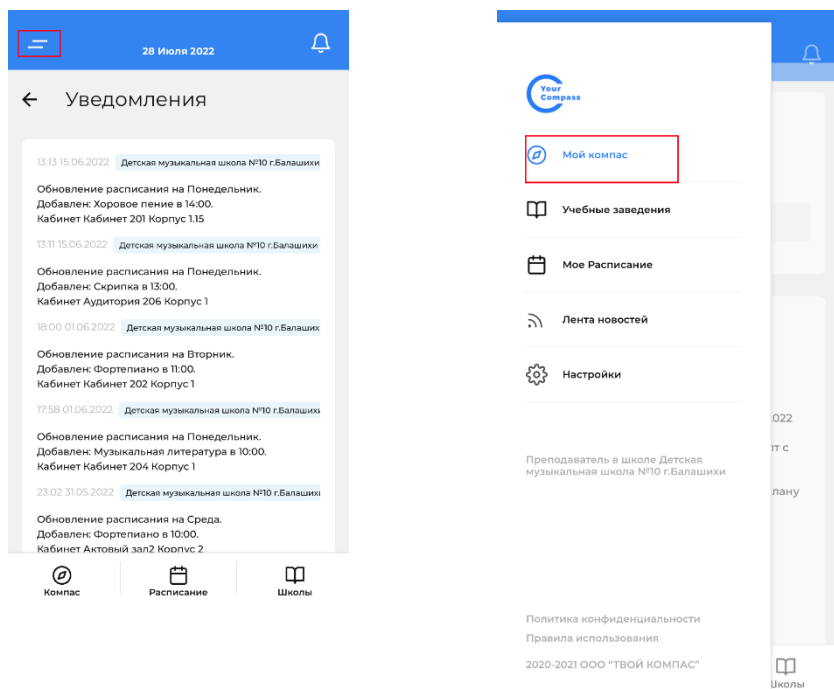 28 Июля 2022
Уведомления
13:13 15.06.2022 Детская музыкальная школа №10 г.Балашихи
Обновление расписания на Понедельник.
Добавлен: Хоровое пение в 14:00.
Кабинет Кабинет 201 Корпус 1.15
13:11 15.06.2022 Детская музыкальная школа №10 г.Балашихи
Обновление расписания на Понедельник.
Добавлен: Скрипка в 13:00.
Кабинет Аудитория 206 Корпус 1
18:00 01.06.2022 Детская музыкальная школа №10 г.Балаших
Обновление расписания на Вторник.
Добавлен: Фортепиано в 11:00.
Кабинет Кабинет 202 Корпус 1
17:58 01.06.2022 Детская музыкальная школа №10 г.Балашихи
Обновление расписания на Понедельник.
Добавлен: Музыкальная литература в 10:00.
Кабинет Кабинет 204 Корпус 1
23:02 31.05.2022 Детская музыкальная школа №10 г.Балашихи
Обновление расписания на Среда.
Добавлен: Фортепиано в 10:00.
Кабинет Актовый зал2 Корпус 2
Компас Расписание Школы
Your
Compass
Мой компас
Учебные заведения
Мое Расписание
Лента новостей
Настройки
Преподаватель в школе Детская
музыкальная школа №10 г.Балашихи
Политика конфиденциальности
Правила использования
2020-2021 ООО "ТВОЙ КОМПАС"
022
т с
лану
Школы